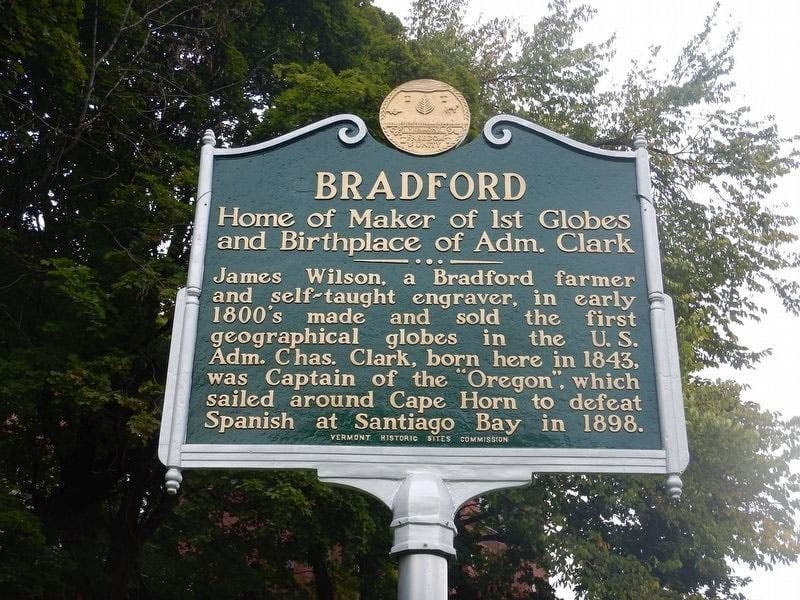 BRADFORD
Home of Maker of 1st Globes
and Birthplace of Adm. Clark
James Wilson, a Bradford farmer
and self-taught engraver, in early
1800's made and sold the first
geographical globes in the U. S.
Adm. Chas. Clark, born here in 1843,
was Captain of the "Oregon", which
sailed around Cape Horn to defeat
Spanish at Santiago Bay in 1898.
VERMONT HISTORIC SITES COMMISSION